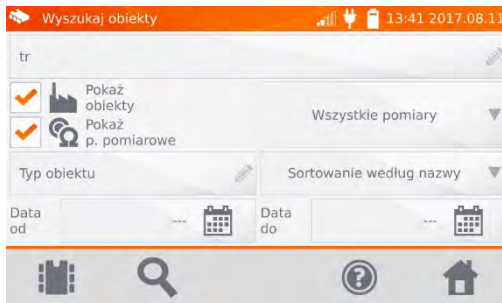 Wyszukaj obiekty 13:41 2017.08.11
tr
Pokaż
obiekty
Pokaż
p. pomiarowe
Wszystkie pomiary
Typ obiektu
Sortowanie według nazwy
Data
od
---
Data
do
---